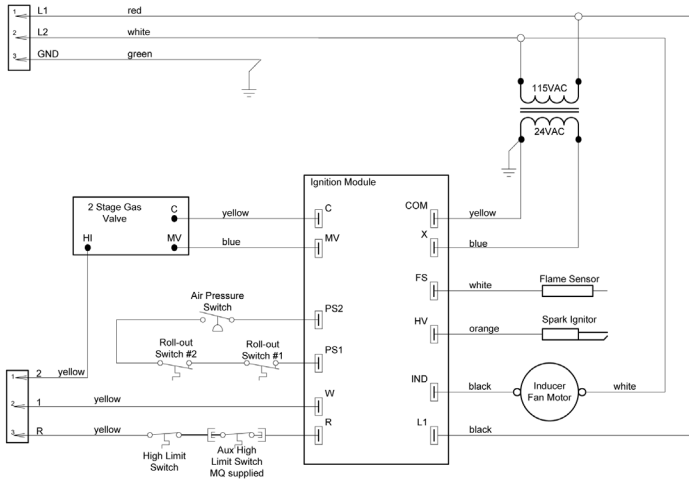 1 L1 red
2 L2 white
3 GND green
115VAC
24VAC
Ignition Module
2 Stage Gas
Valve
C
HI
MV
yellow
blue
C
MV
COM
X
yellow
blue
FS
white
Flame Sensor
HV
orange
Spark Ignitor
Air Pressure
Switch
PS2
Roll-out
Switch #2
Roll-out
Switch #1
PS1
IND
black
Inducer
Fan Motor
white
1 2 yellow
2 1 yellow
W
3 R yellow
R
L1
black
High Limit
Switch
Aux High
Limit Switch
MQ supplied